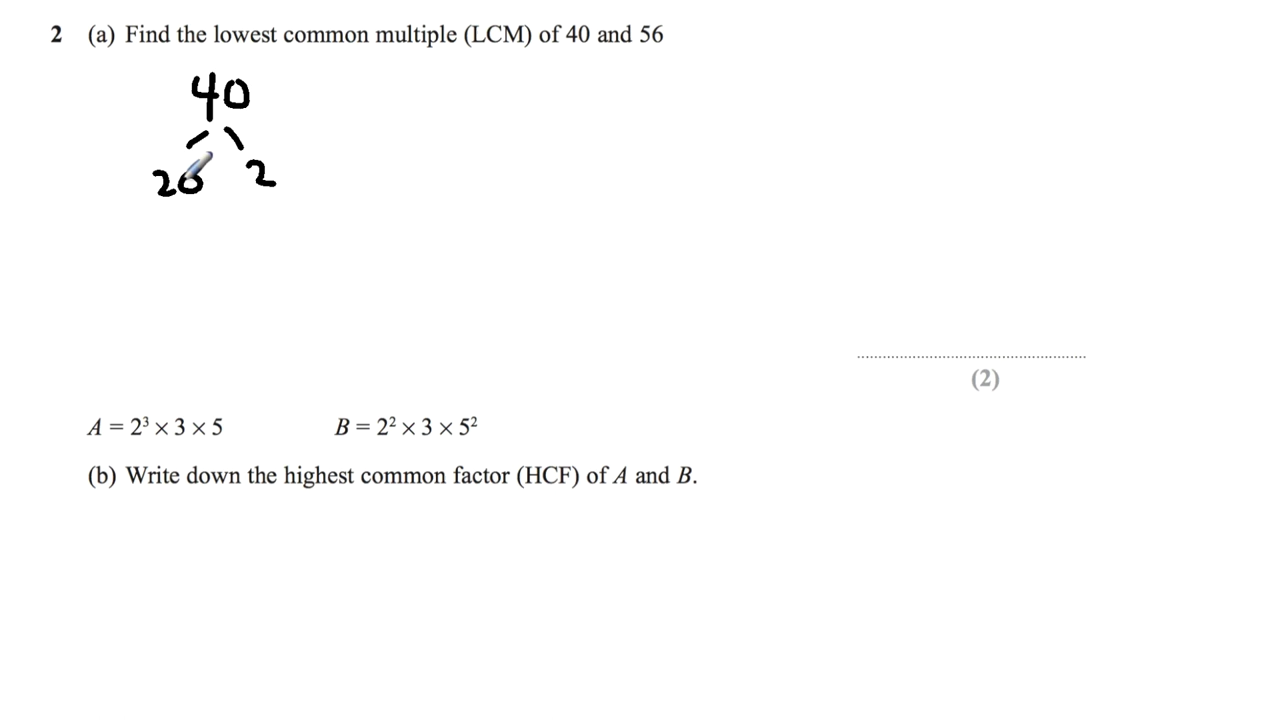 2 (a) Find the lowest common multiple (LCM) of 40 and 56
40
20 2
(2)
A = 2³ × 3 × 5 B = 2² × 3 × 5²
(b) Write down the highest common factor (HCF) of A and B.